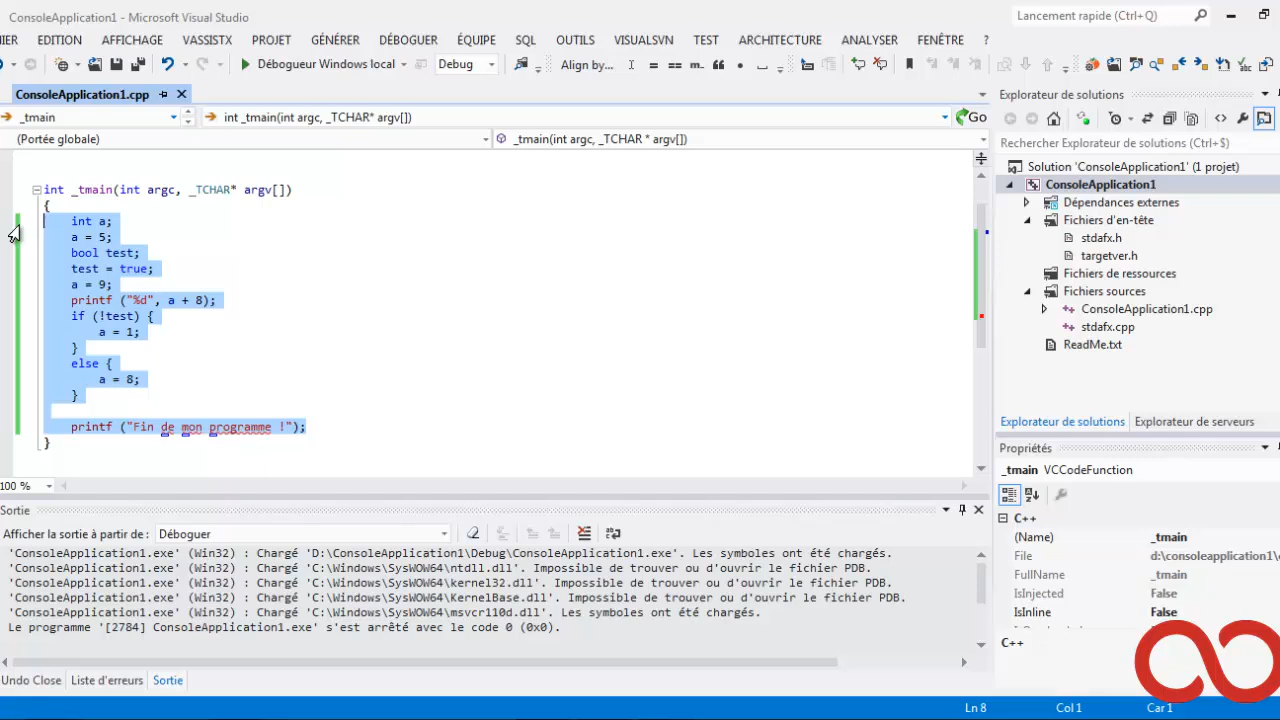 ConsoleApplication1 - Microsoft Visual Studio
Lancement rapide (Ctrl+Q)
IER EDITION AFFICHAGE VASSISTX PROJET GÉNÉRER DÉBOGUER ÉQUIPE SQL OUTILS VISUALSVN TEST ARCHITECTURE ANALYSER FENÊTRE ?
Débogueur Windows local Debug Align by...
ConsoleApplication1.cpp
_tmain int _tmain(int argc, _TCHAR* argv[]) Go
(Portée globale) _tmain(int argc, _TCHAR * argv[])
int _tmain(int argc, _TCHAR* argv[])
{
int a;
a = 5;
bool test;
test = true;
a = 9;
printf ("%d", a + 8);
if (!test) {
a = 1;
}
else {
a = 8;
}
printf ("Fin de mon programme !");
}
100 %
Explorateur de solutions
Rechercher Explorateur de solutions (Ctrl+$)
Solution 'ConsoleApplication1' (1 projet)
ConsoleApplication1
Dépendances externes
Fichiers d'en-tête
stdafx.h
targetver.h
Fichiers de ressources
Fichiers sources
ConsoleApplication1.cpp
stdafx.cpp
ReadMe.txt
Explorateur de solutions Explorateur de serveurs
Propriétés
_tmain VCCodeFunction
C++
(Name) _tmain
File d:\consoleapplication1\
FullName _tmain
IsInjected False
IsInline False
C++
Sortie
Afficher la sortie à partir de : Déboguer
'ConsoleApplication1.exe' (Win32) : Chargé 'D:\ConsoleApplication1\Debug\ConsoleApplication1.exe'. Les symboles ont été chargés.
'ConsoleApplication1.exe' (Win32) : Chargé 'C:\Windows\SysWOW64\ntdll.dll'. Impossible de trouver ou d'ouvrir le fichier PDB.
'ConsoleApplication1.exe' (Win32) : Chargé 'C:\Windows\SysWOW64\kernel32.dll'. Impossible de trouver ou d'ouvrir le fichier PDB.
'ConsoleApplication1.exe' (Win32) : Chargé 'C:\Windows\SysWOW64\KernelBase.dll'. Impossible de trouver ou d'ouvrir le fichier PDB.
'ConsoleApplication1.exe' (Win32) : Chargé 'C:\Windows\SysWOW64\msvcr110d.dll'. Les symboles ont été chargés.
Le programme '[2784] ConsoleApplication1.exe' s'est arrêté avec le code 0 (0x0).
Undo Close Liste d'erreurs Sortie
Ln 8 Col 1 Car 1